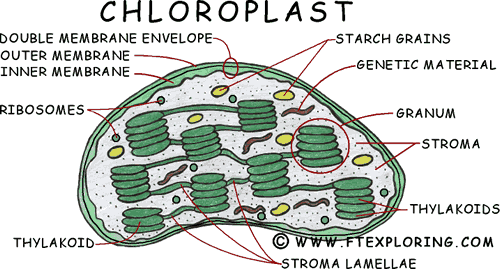 CHLOROPLAST
DOUBLE MEMBRANE ENVELOPE
OUTER MEMBRANE
INNER MEMBRANE
RIBOSOMES
STARCH GRAINS
GENETIC MATERIAL
GRANUM
STROMA
THYLAKOIDS
THYLAKOID
STROMA LAMELLAE
© WWW.FTEXPLORING.COM